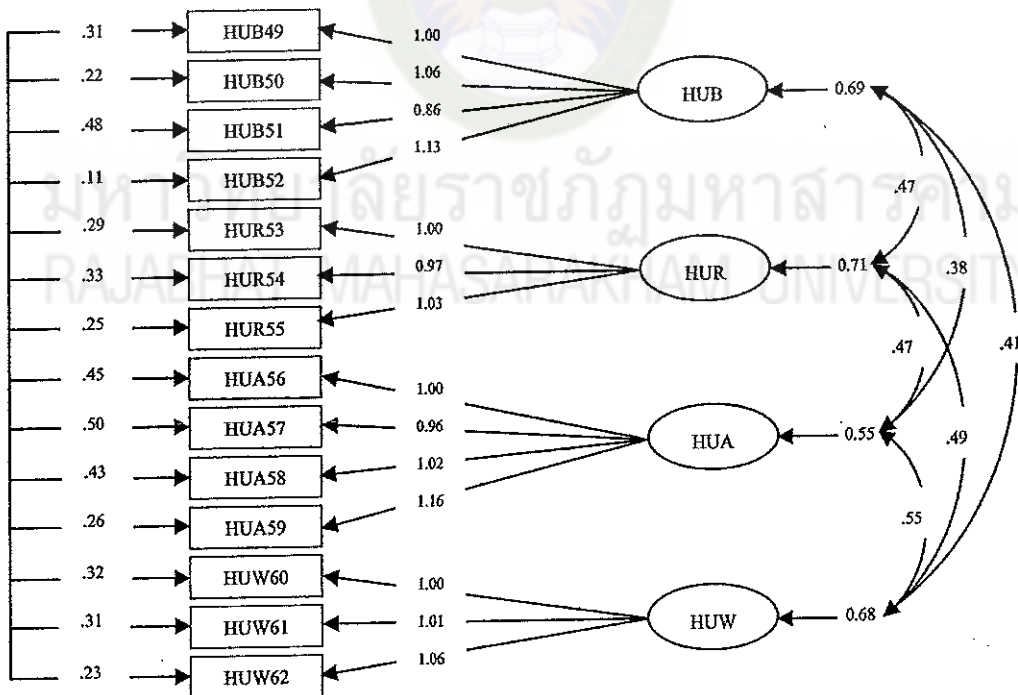 .31 HUB49 1.00
.22 HUB50 1.06 HUB 0.69
.48 HUB51 0.86
.11 HUB52 1.13
.47
มหาวิทยาลัยราชภัฏมหาสารคาม
.29 HUR53 1.00
.33 HUR54 0.97 HUR 0.71 .38
RAJABHAT MAHASARAKHAM UNIVERSITY
.25 HUR55 1.03
.47 .41
.45 HUA56 1.00
.50 HUA57 0.96 HUA 0.55 .49
.43 HUA58 1.02
.26 HUA59 1.16
.55
.32 HUW60 1.00
.31 HUW61 1.01 HUW 0.68
.23 HUW62 1.06